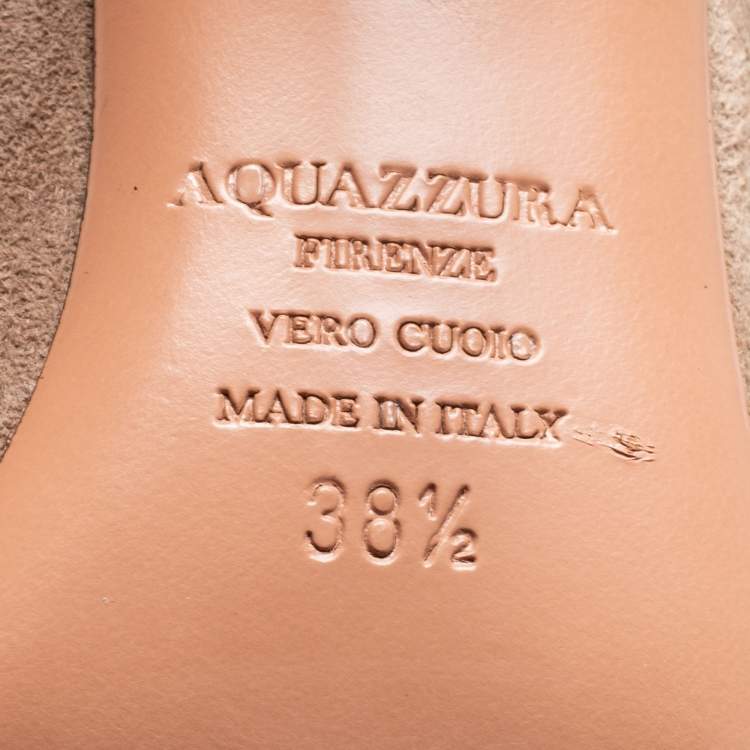 AQUAZZURA
FIRENZE
VERO CUOIO
MADE IN ITALY
38½